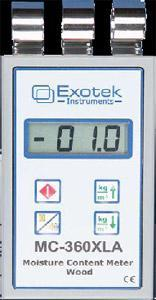 Exotek
Instruments
-01.0
kg
m³
kg
m³
MC-360XLA
Moisture Content Meter
Wood